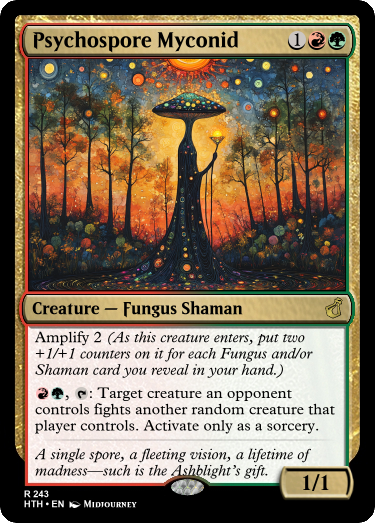 Psychospore Myconid 1
Creature — Fungus Shaman
Amplify 2 (As this creature enters, put two
+1/+1 counters on it for each Fungus and/or
Shaman card you reveal in your hand.)
, : Target creature an opponent
controls fights another random creature that
player controls. Activate only as a sorcery.
A single spore, a fleeting vision, a lifetime of
madness—such is the Ashblight's gift.
1/1
R 243
HTH • EN Midjourney